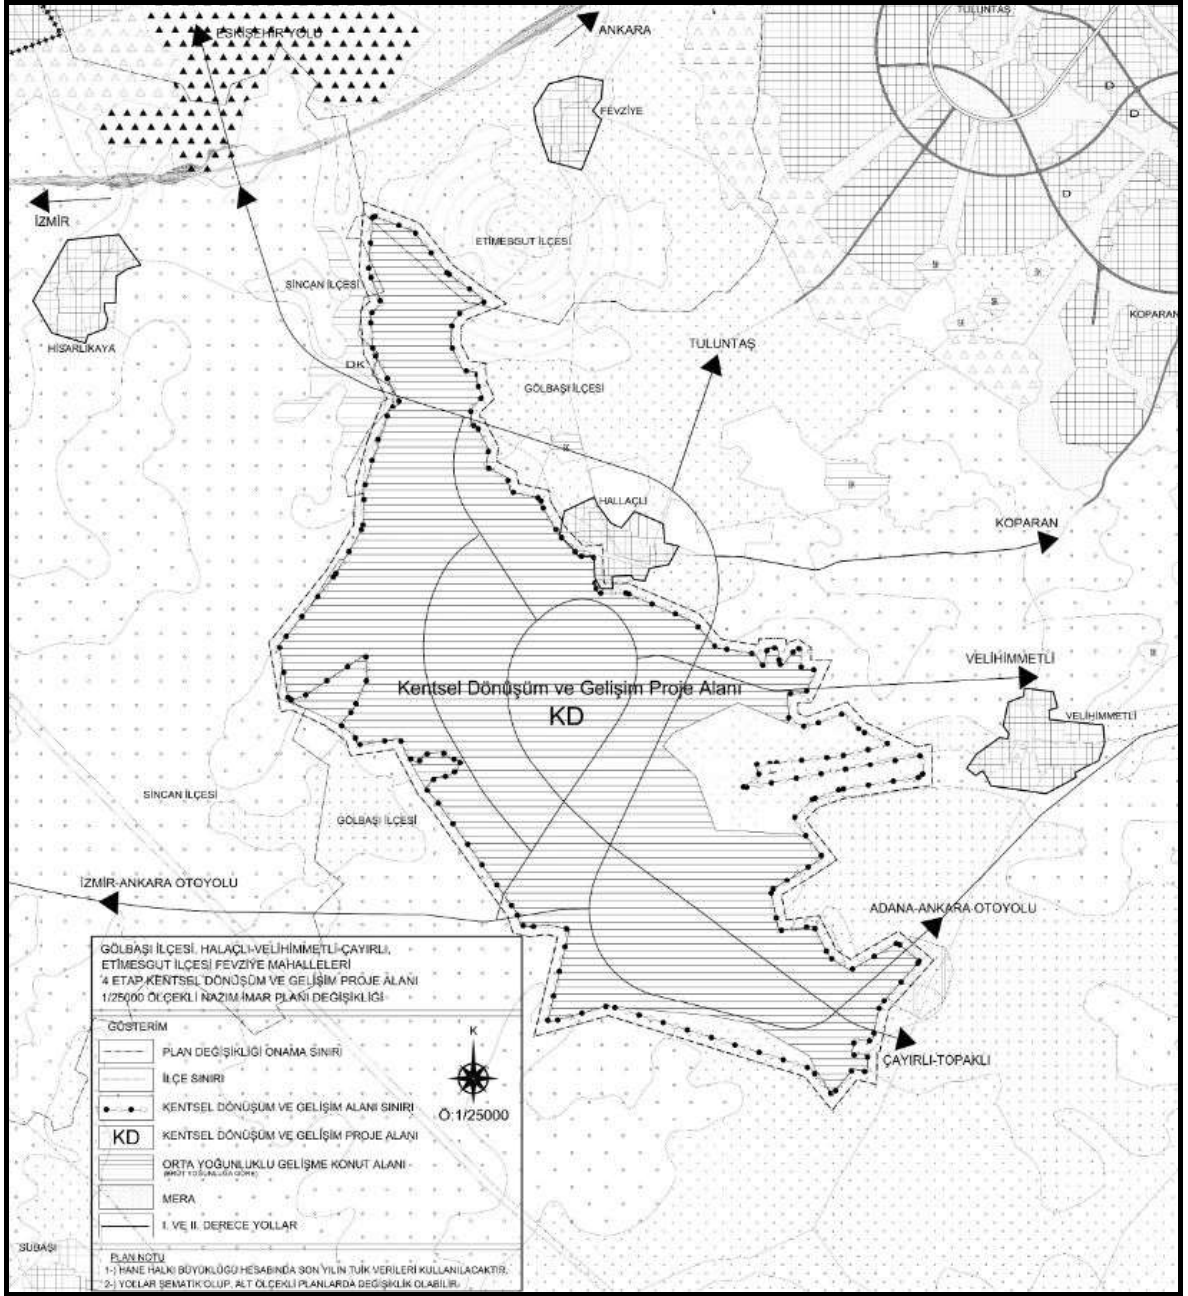 TULUNTAŞ
ESKİŞEHİR YOLU
ANKARA
D
FEVZİYE
D
D
İZMİR
ETİMESGUT İLÇESİ
SİNCAN İLÇESİ
KOPARAN
HİSARLIKAYA
TULUNTAŞ
DK
GÖLBAŞI İLÇESİ
HALLAÇLI
KOPARAN
VELİHİMMETLİ
Kentsel Dönüşüm ve Gelişim Proje Alanı
KD
VELİHİMMETLİ
SİNCAN İLÇESİ
GÖLBAŞI İLÇESİ
İZMİR-ANKARA OTOYOLU
ADANA-ANKARA OTOYOLU
ÇAYIRLI-TOPAKLI
GÖLBAŞI İLÇESİ, HALAÇLI-VELİHİMMETLİ-ÇAYIRLI,
ETİMESGUT İLÇESİ FEVZİYE MAHALLELERİ
4 ETAP KENTSEL DÖNÜŞÜM VE GELİŞİM PROJE ALANI
1/25000 ÖLÇEKLİ NAZIM İMAR PLANI DEĞİŞİKLİĞİ
GÖSTERİM
K
PLAN DEĞİŞİKLİĞİ ONAMA SINIRI
İLÇE SINIRI
KENTSEL DÖNÜŞÜM VE GELİŞİM ALANI SINIRI
Ö:1/25000
KD KENTSEL DÖNÜŞÜM VE GELİŞİM PROJE ALANI
ORTA YOĞUNLUKLU GELİŞME KONUT ALANI
(BRÜT YOĞUNLUĞA GÖRE)
MERA
I. VE II. DERECE YOLLAR
SUBAŞI
PLAN NOTU
1-) HANE HALKI BÜYÜKLÜĞÜ HESABINDA SON YILIN TUİK VERİLERİ KULLANILACAKTIR.
2-) YOLLAR ŞEMATİK OLUP, ALT ÖLÇEKLİ PLANLARDA DEĞİŞİKLİK OLABİLİR.